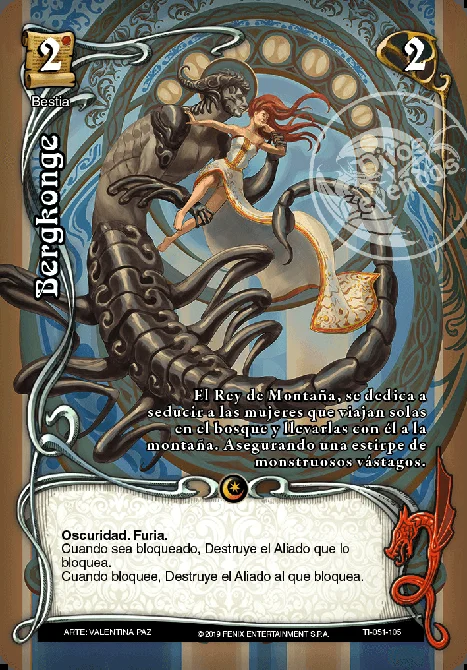 2
2
Bestia
Bergkonge
Mitos
y Leyendas.
El Rey de Montaña, se dedica a
seducir a las mujeres que viajan solas
en el bosque y llevarlas con él a la
montaña. Asegurando una estirpe de
monstruosos vástagos.
Oscuridad. Furia.
Cuando sea bloqueado, Destruye el Aliado que lo
bloquea.
Cuando bloquee, Destruye el Aliado al que bloquea.
ARTE: VALENTINA PAZ
© 2019 FENIX ENTERTAINMENT S.P.A.
TI-051-105